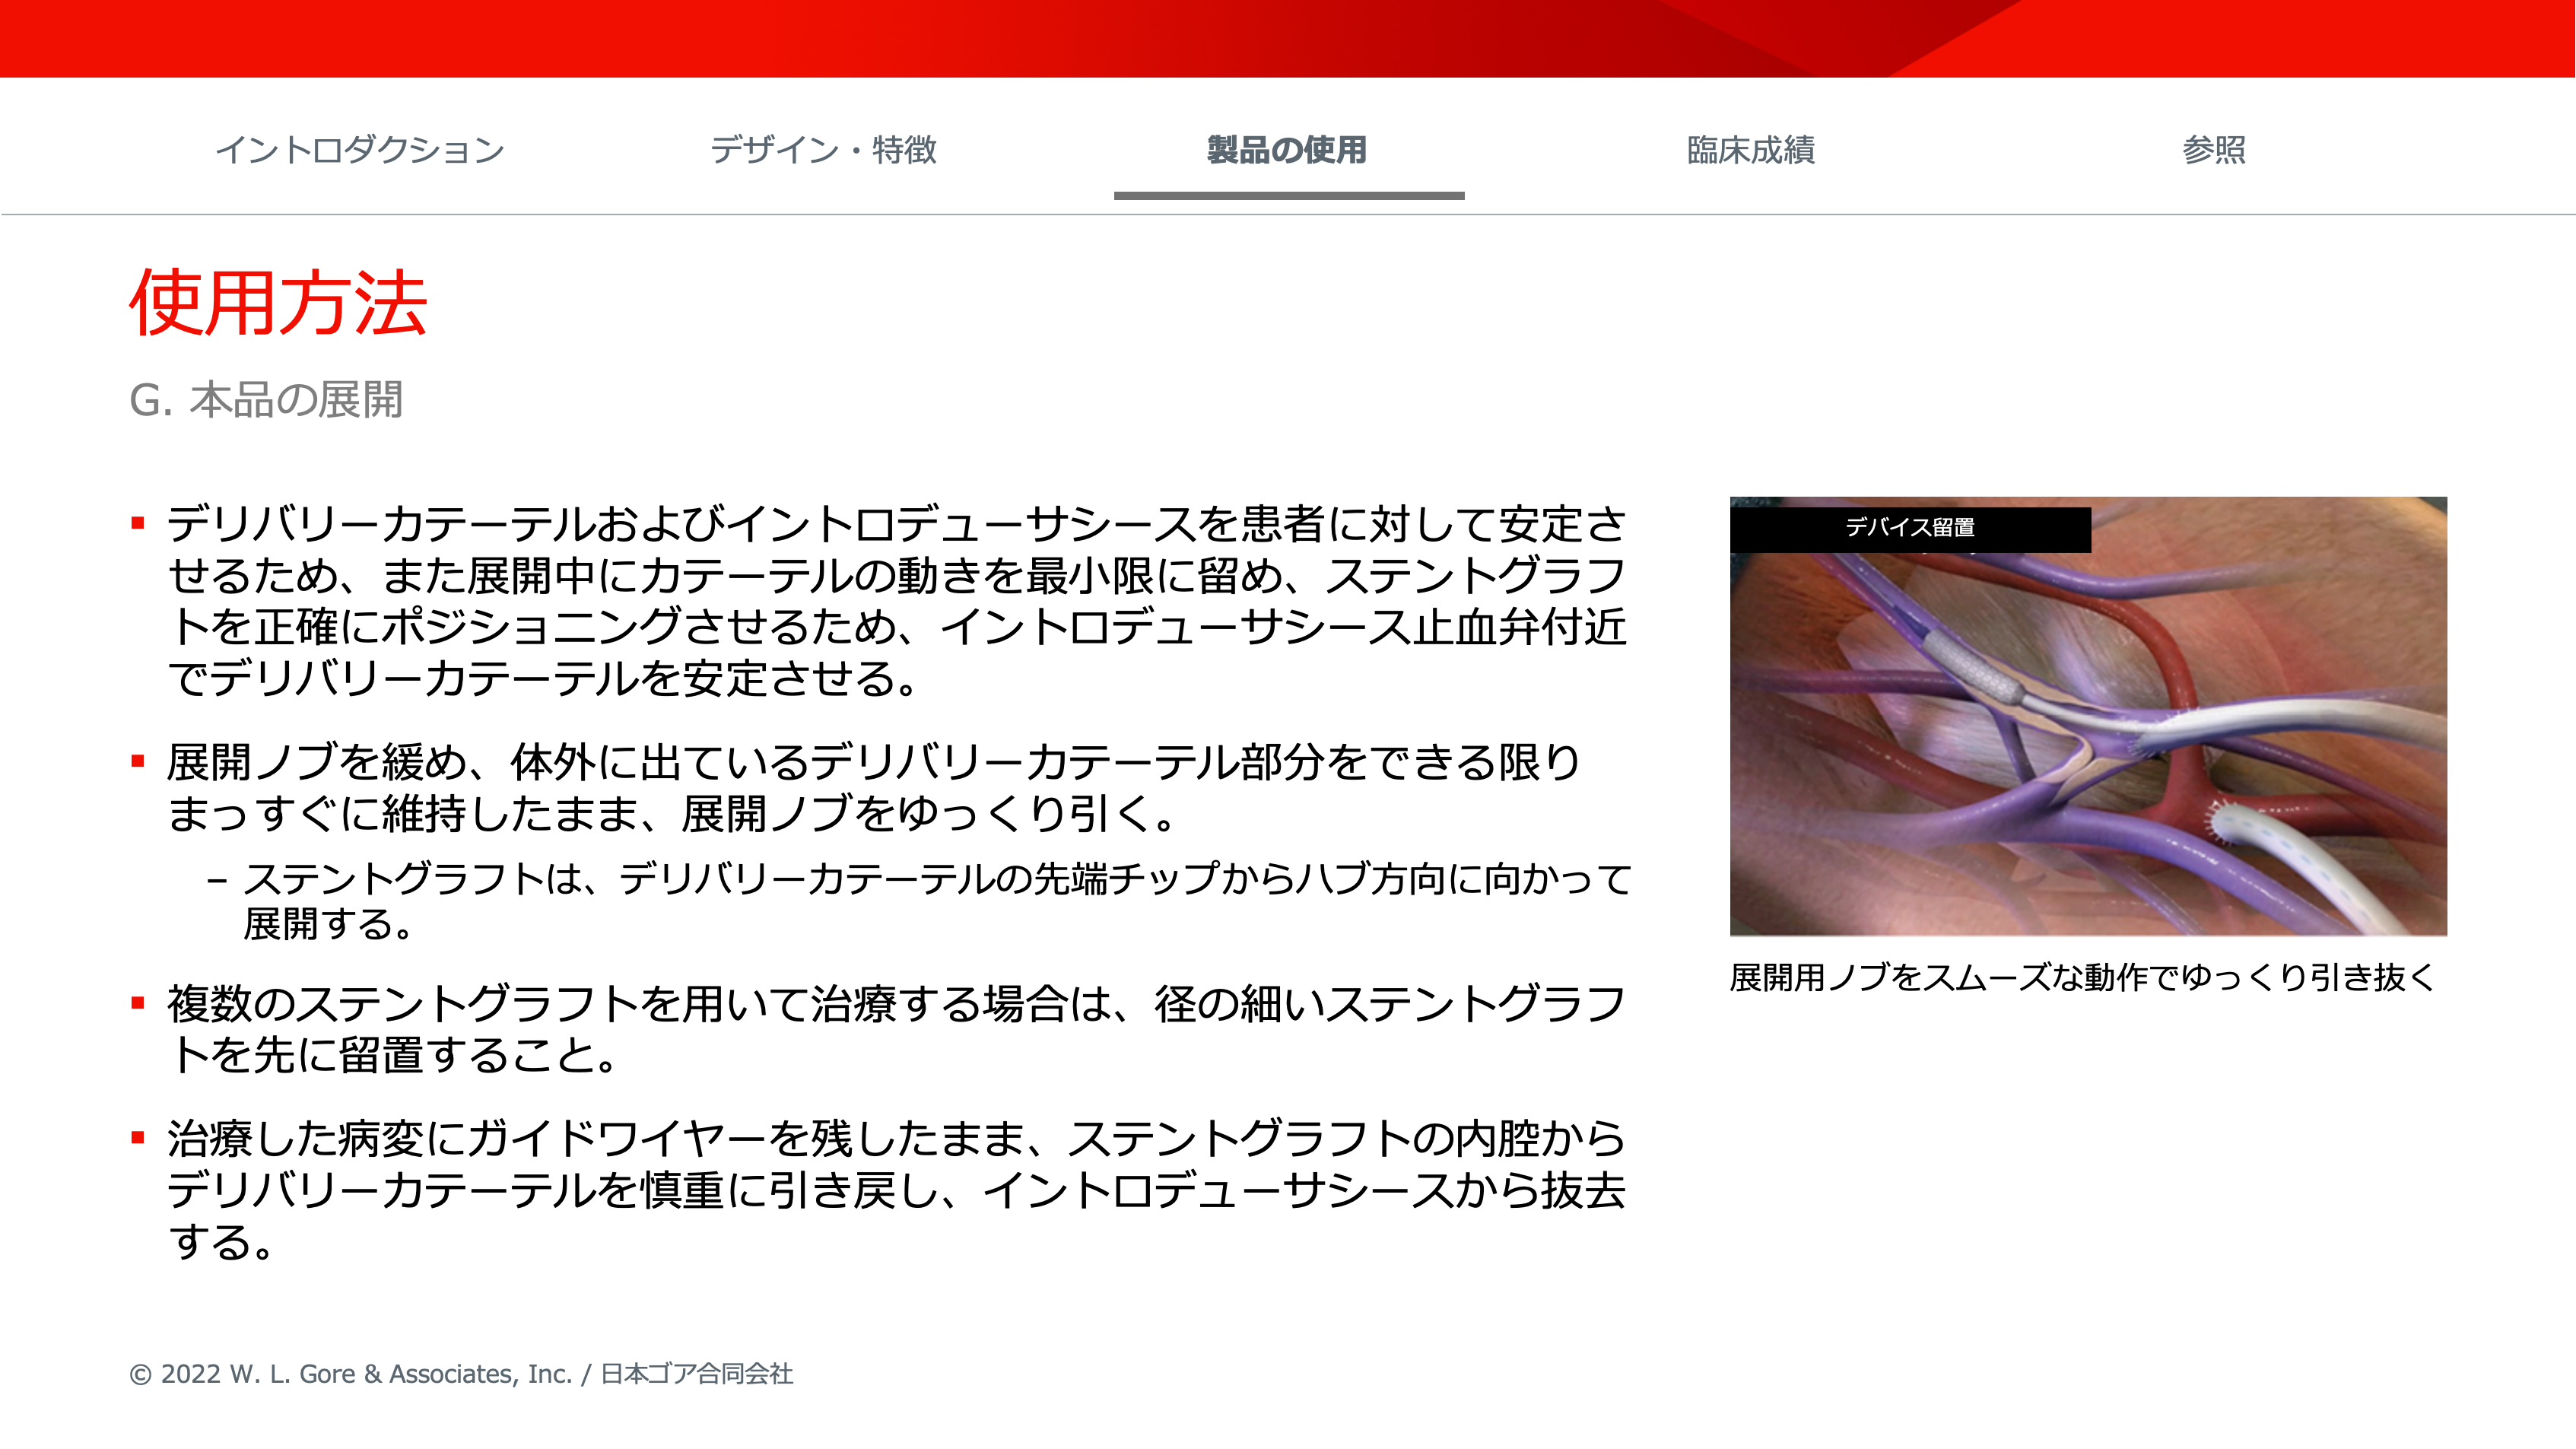 イントロダクション
デザイン・特徴
製品の使用
臨床成績
参照
使用方法
G. 本品の展開
▪ デリバリーカテーテルおよびイントロデューサシースを患者に対して安定さ
せるため、また展開中にカテーテルの動きを最小限に留め、ステントグラフ
トを正確にポジショニングさせるため、イントロデューサシース止血弁付近
でデリバリーカテーテルを安定させる。
▪ 展開ノブを緩め、体外に出ているデリバリーカテーテル部分をできる限り
まっすぐに維持したまま、展開ノブをゆっくり引く。
– ステントグラフトは、デリバリーカテーテルの先端チップからハブ方向に向かって
展開する。
▪ 複数のステントグラフトを用いて治療する場合は、径の細いステントグラフ
トを先に留置すること。
▪ 治療した病変にガイドワイヤーを残したまま、ステントグラフトの内腔から
デリバリーカテーテルを慎重に引き戻し、イントロデューサシースから抜去
する。
デバイス留置
展開用ノブをスムーズな動作でゆっくり引き抜く
© 2022 W. L. Gore & Associates, Inc. / 日本ゴア合同会社